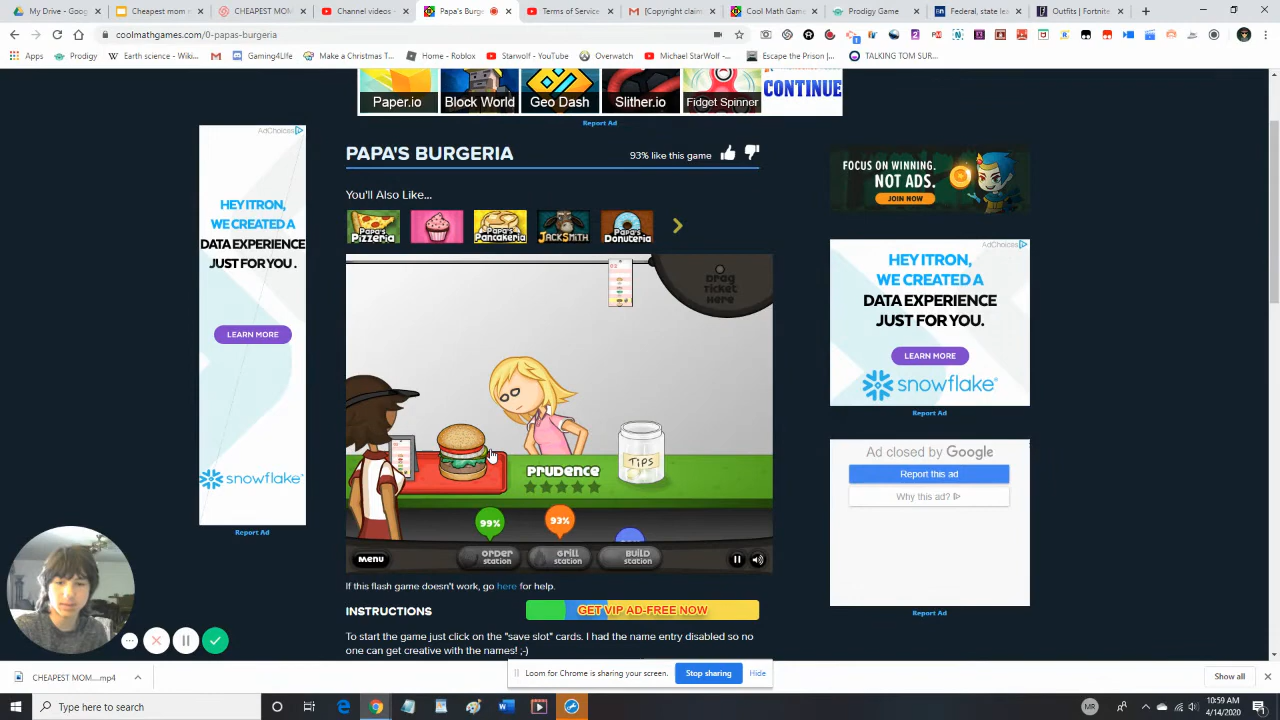 My Drive - Google D
CHEAPEST MOM
Channel videos -
Papa's Burge
Terms of Service
[Copyright claim
Cool Math Game
Prodigy Game
Federal, state lea
Outfits | Fortnite
coolmathgames.com/0-papas-burgeria
Apps
Prodigy
Earth science - Wiki...
Gaming4Life
Make a Christmas T...
Home - Roblox
Starwolf - YouTube
Overwatch
Michael StarWolf -...
Escape the Prison |...
TALKING TOM SUR...
Paper.io
Block World
Geo Dash
Slither.io
Fidget Spinner
CONTINUE
Report Ad
AdChoices
HEY ITRON,
WE CREATED A
DATA EXPERIENCE
JUST FOR YOU .
LEARN MORE
snowflake
Report Ad
PAPA'S BURGERIA
93% like this game
You'll Also Like...
Papa's Pizzeria
Papa's Pancakeria
JACKSMITH
Papa's Donuteria
DRAG
TICKET
HERE
TIPS
PRUDENCE
99%
93%
MENU
ORDER
STATION
GRILL
STATION
BUILD
STATION
If this flash game doesn't work, go here for help.
INSTRUCTIONS
GET VIP AD-FREE NOW
To start the game just click on the "save slot" cards. I had the name entry disabled so no
one can get creative with the names! ;-)
FOCUS ON WINNING.
NOT ADS.
JOIN NOW
AdChoices
HEY ITRON,
WE CREATED A
DATA EXPERIENCE
JUST FOR YOU.
LEARN MORE
snowflake
Report Ad
Ad closed by Google
Report this ad
Why this ad?
Report Ad
CHEAPEST MOM....mp4
Loom for Chrome is sharing your screen.
Stop sharing
Hide
Show all
Type here to search
10:59 AM
4/14/2020